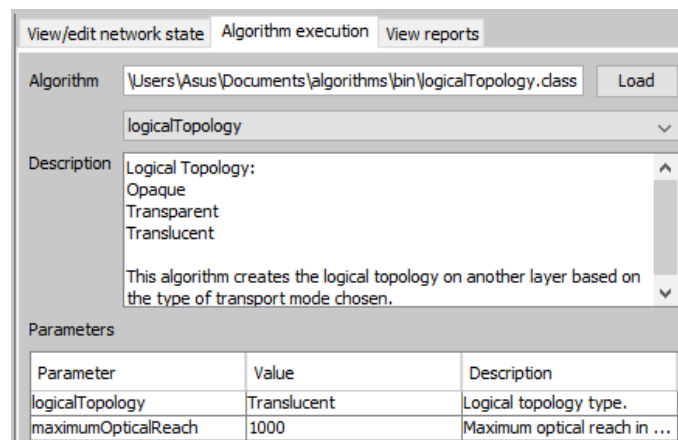 View/edit network state Algorithm execution View reports
Algorithm \Users\Asus\Documents\algorithms\bin\logicalTopology.class Load
logicalTopology
Description Logical Topology:
Opaque
Transparent
Translucent
This algorithm creates the logical topology on another layer based on
the type of transport mode chosen.
Parameters
Parameter Value Description
logicalTopology Translucent Logical topology type.
maximumOpticalReach 1000 Maximum optical reach in ...